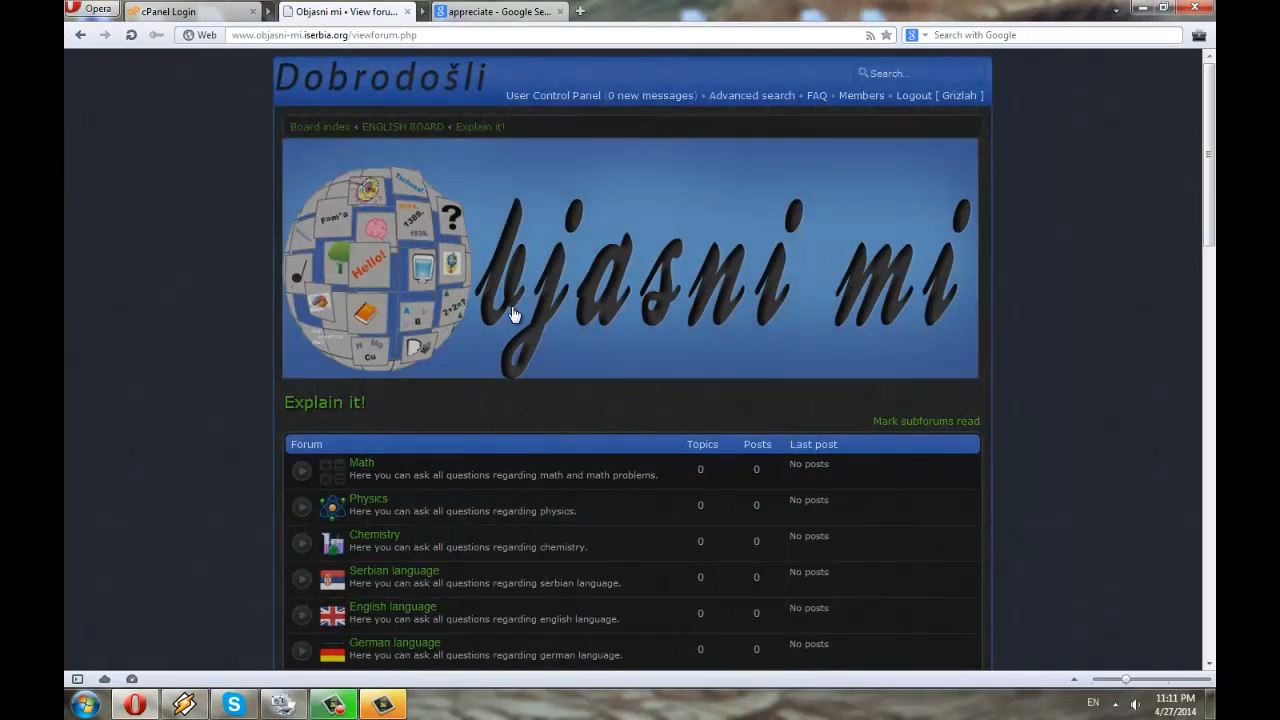 Opera
cPanel Login
Objasni mi • View foru...
appreciate - Google Se...
Web
www.objasni-mi.iserbia.org/viewforum.php
Search with Google
Dobrodošli
Search...
User Control Panel (0 new messages) • Advanced search • FAQ • Members • Logout [ Grizlah ]
Board index ‹ ENGLISH BOARD ‹ Explain it!
bjasni mi
F=m*a
1389.
?
Hello!
2+2=?
A
B C
H Mg
Cu
Explain it!
Mark subforums read
Forum Topics Posts Last post
Math
Here you can ask all questions regarding math and math problems.
0 0 No posts
Physics
Here you can ask all questions regarding physics.
0 0 No posts
Chemistry
Here you can ask all questions regarding chemistry.
0 0 No posts
Serbian language
Here you can ask all questions regarding serbian language.
0 0 No posts
English language
Here you can ask all questions regarding english language.
0 0 No posts
German language
Here you can ask all questions regarding german language.
0 0 No posts
EN
11:11 PM
4/27/2014